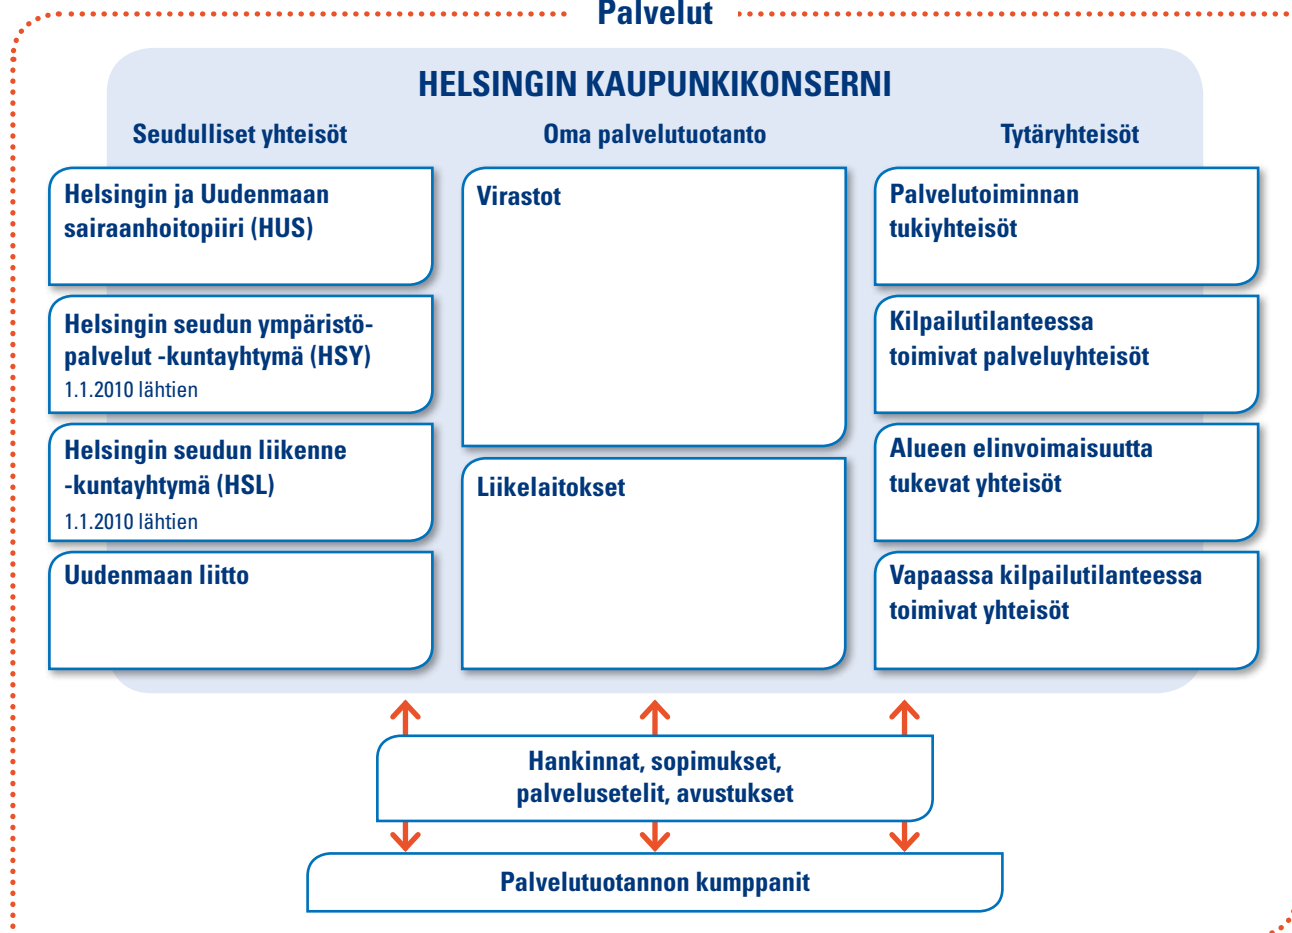 Palvelut
HELSINGIN KAUPUNKIKONSERNI
Seudulliset yhteisöt
Helsingin ja Uudenmaan
sairaanhoitopiiri (HUS)
Helsingin seudun ympäristö-
palvelut -kuntayhtymä (HSY)
1.1.2010 lähtien
Helsingin seudun liikenne
-kuntayhtymä (HSL)
1.1.2010 lähtien
Uudenmaan liitto
Oma palvelutuotanto
Virastot
Liikelaitokset
Tytäryhteisöt
Palvelutoiminnan
tukiyhteisöt
Kilpailutilanteessa
toimivat palveluyhteisöt
Alueen elinvoimaisuutta
tukevat yhteisöt
Vapaassa kilpailutilanteessa
toimivat yhteisöt
Hankinnat, sopimukset,
palvelusetelit, avustukset
Palvelutuotannon kumppanit